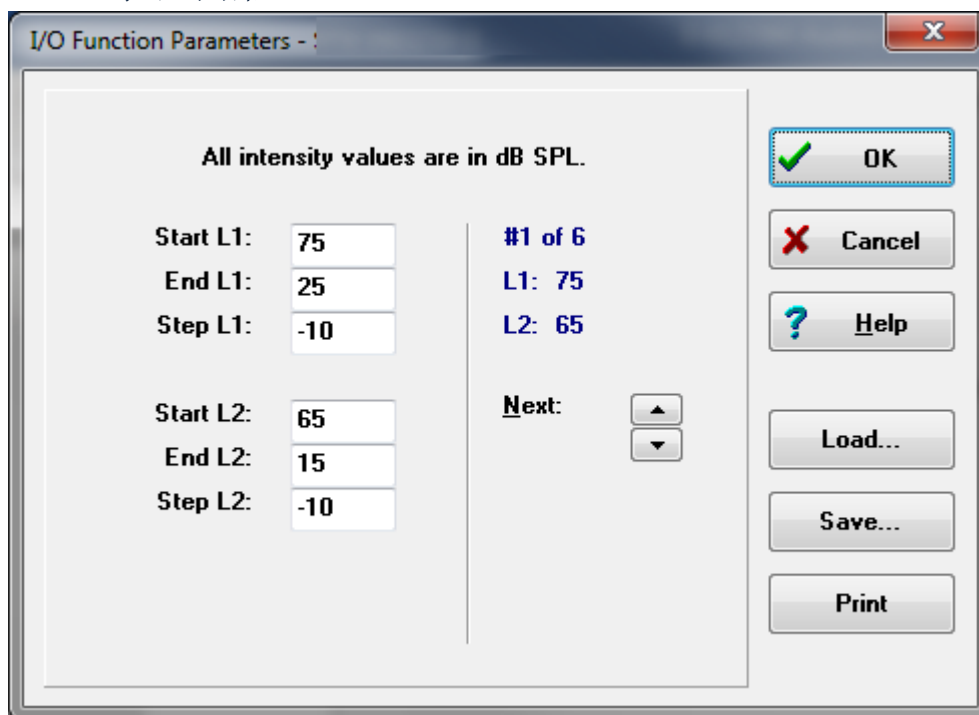 I/O Function Parameters -
All intensity values are in dB SPL.
Start L1: 75
End L1: 25
Step L1: -10
Start L2: 65
End L2: 15
Step L2: -10
#1 of 6
L1: 75
L2: 65
Next:
OK
Cancel
? Help
Load...
Save...
Print